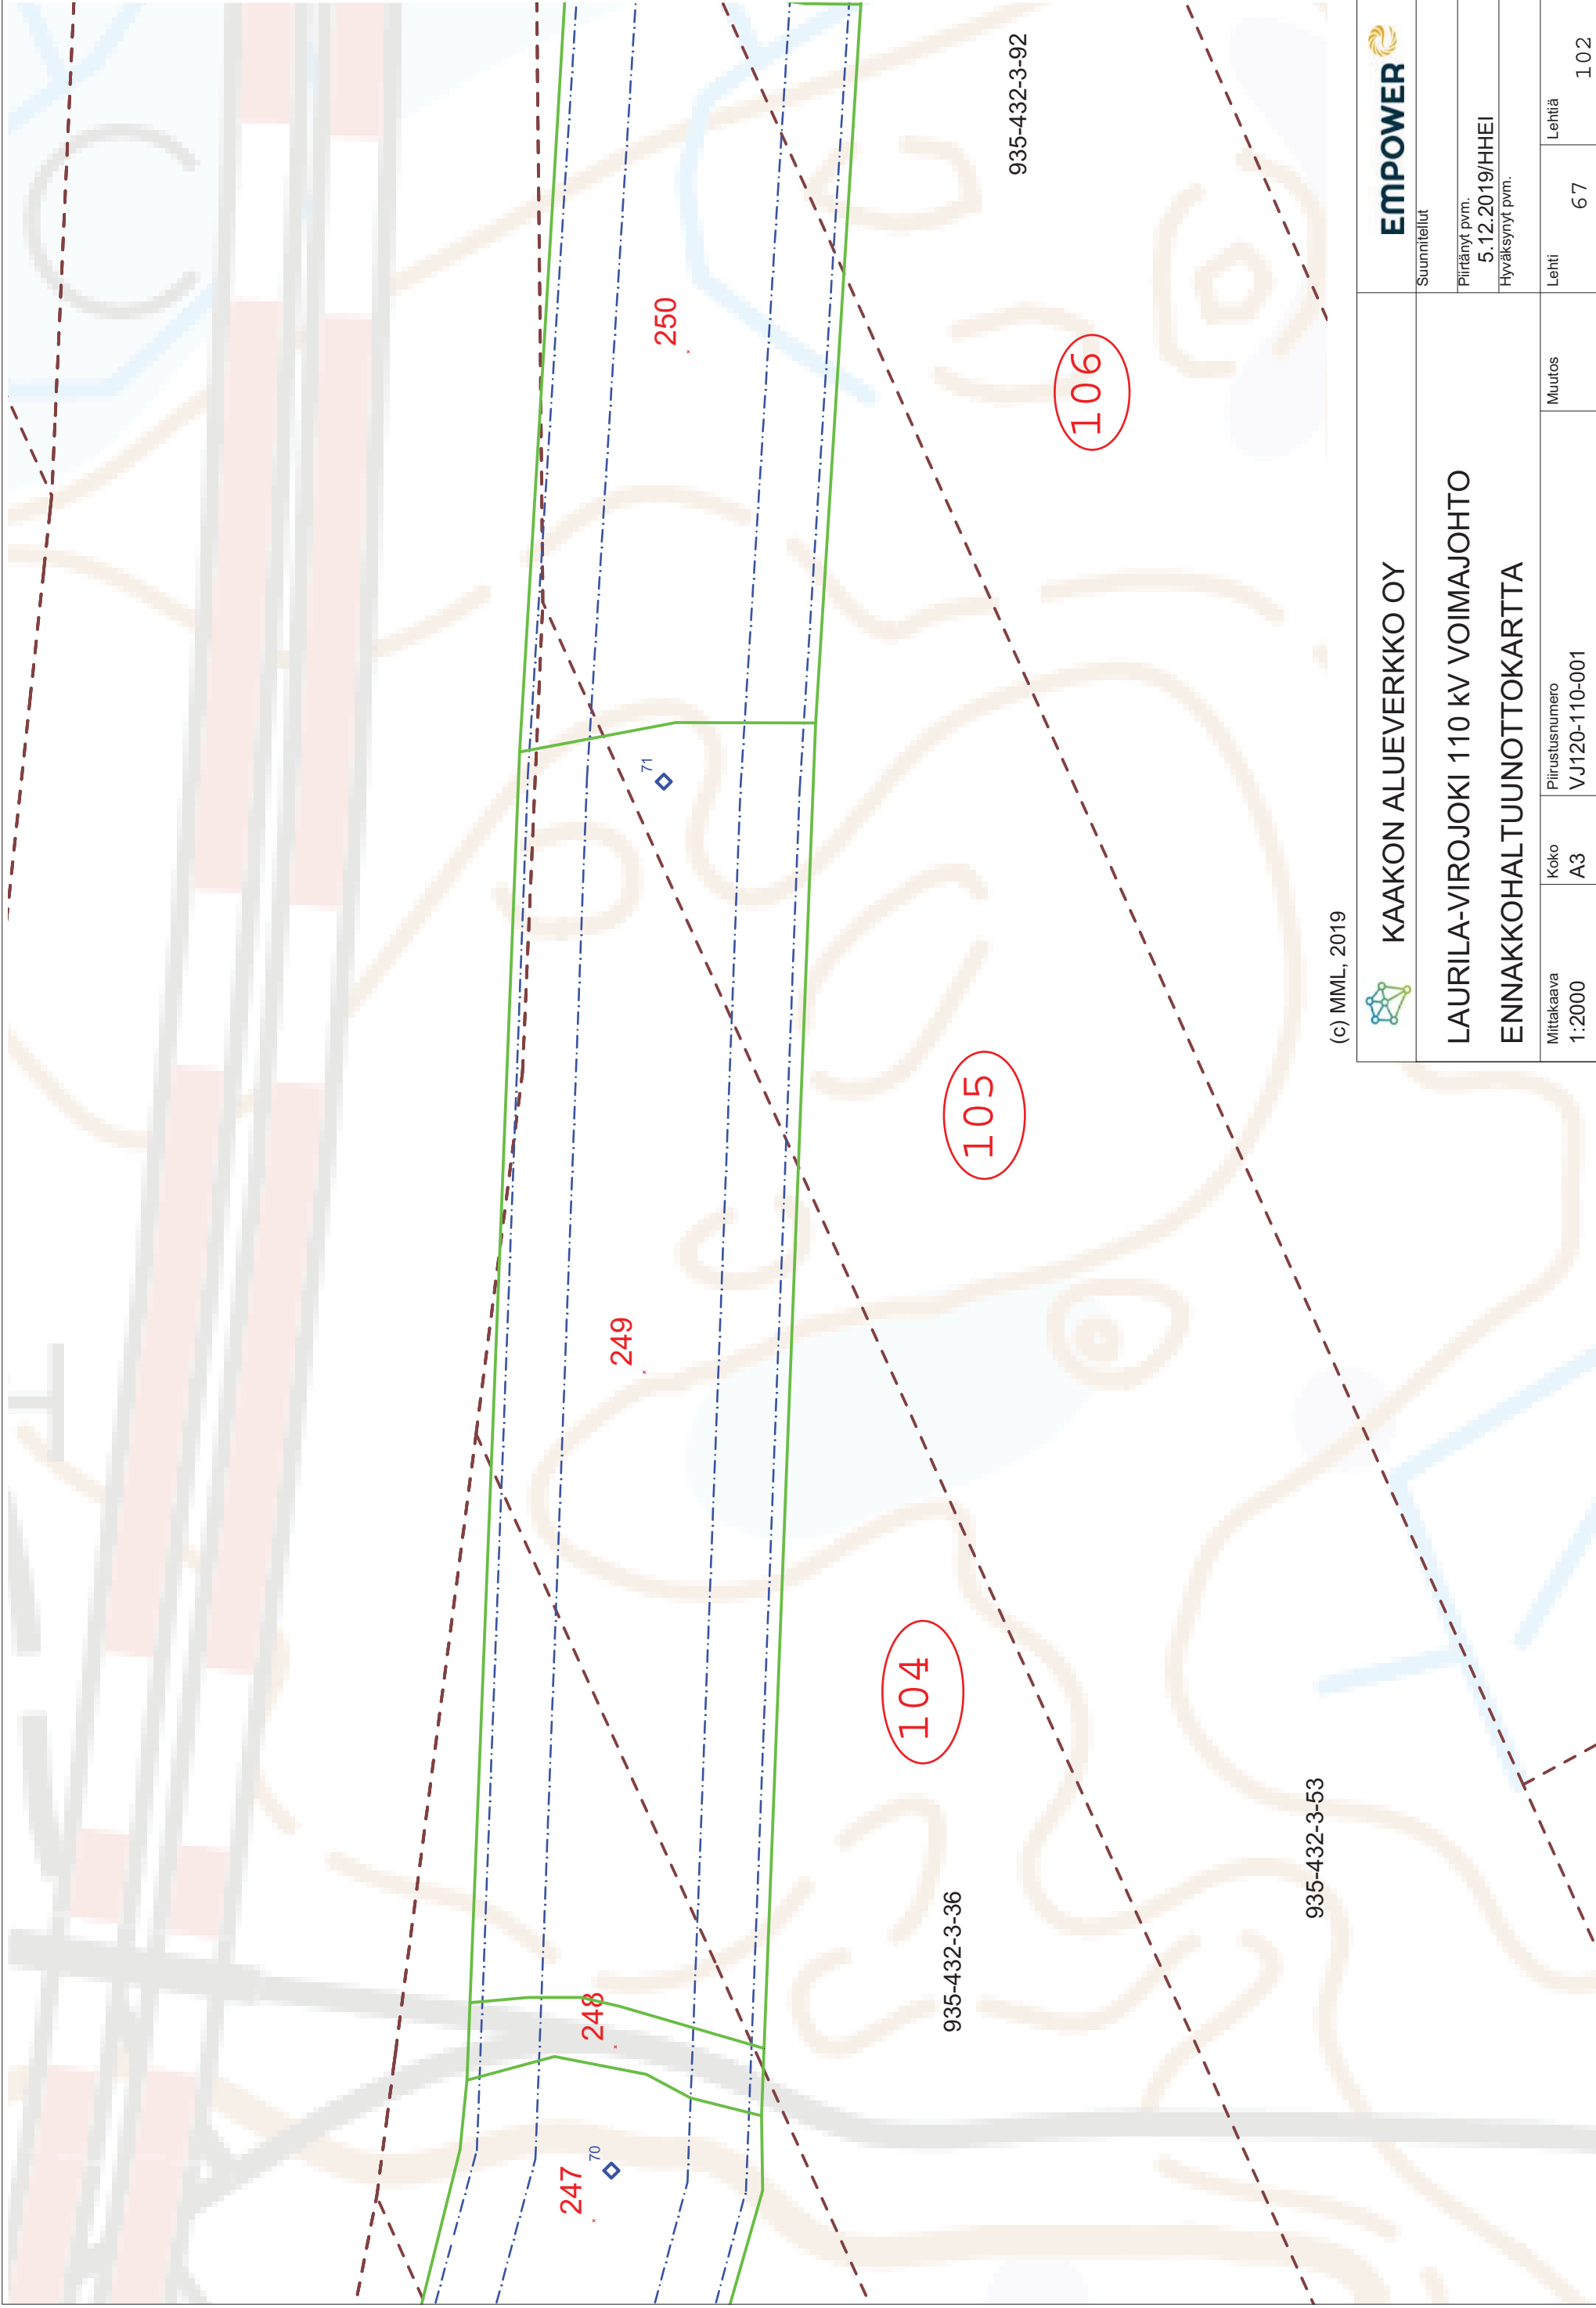 935-432-3-92
250
106
71
249
105
104
248
247
70
935-432-3-36
935-432-3-53
(c) MML, 2019
KAAKON ALUEVERKKO OY
EMPOWER
LAURILA-VIROJOKI 110 kV VOIMAJOHTO
ENNAKKOHALTUUNOTTOKARTTA
Suunnitellut
Piirtänyt pvm.
5.12.2019/HHEI
Hyväksynyt pvm.
Mittakaava
1:2000
Koko
A3
Piirustusnumero
VJ120-110-001
Muutos
Lehti
67
Lehtiä
102